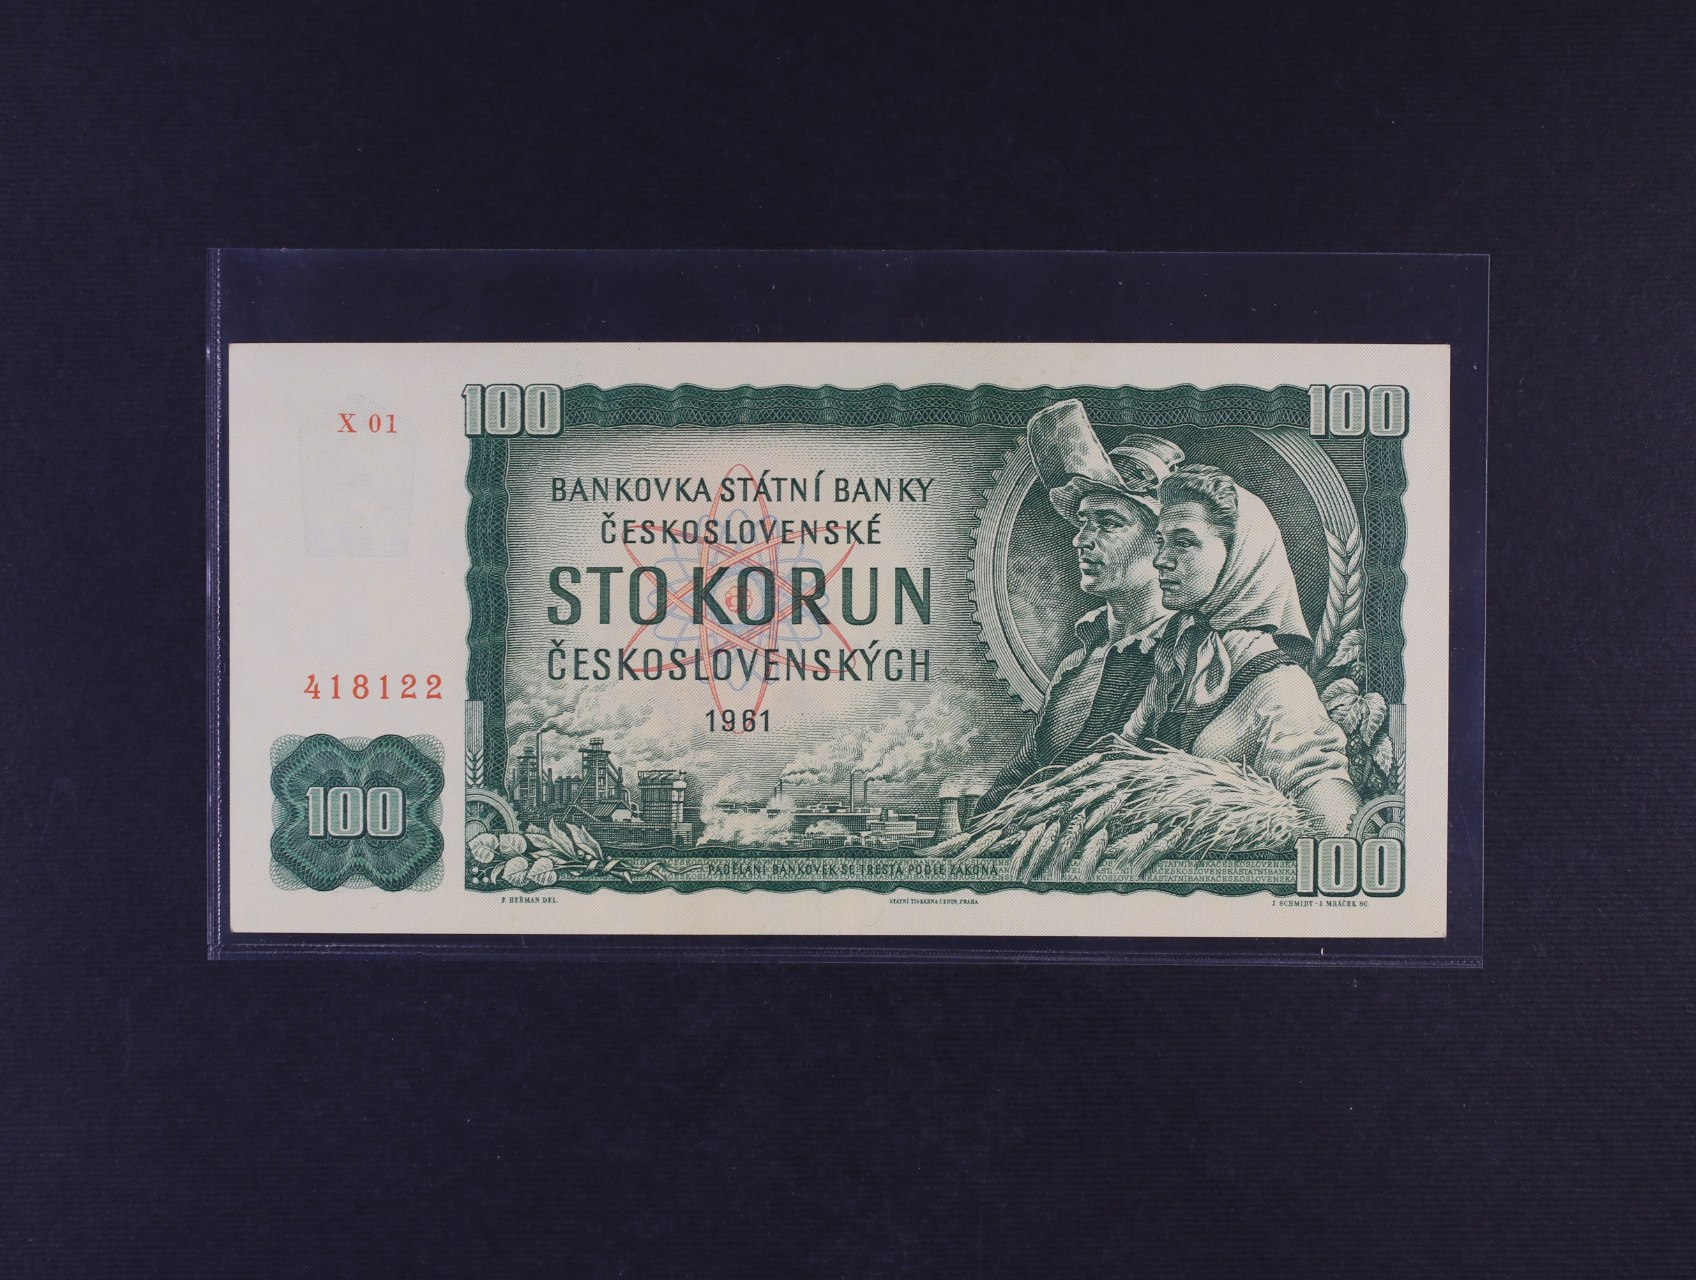 X 01
100
100
BANKOVKA STÁTNÍ BANKY
ČESKOSLOVENSKÉ
STO KORUN
ČESKOSLOVENSKÝCH
418122
1961
100
100
PADĚLÁNÍ BANKOVEK SE TRESTÁ PODLE ZÁKONA
F. HEŘMAN DEL.
STÁTNÍ TISKÁRNA CENIN, PRAHA
J. SCHMIDT - J. MRÁČEK SC.